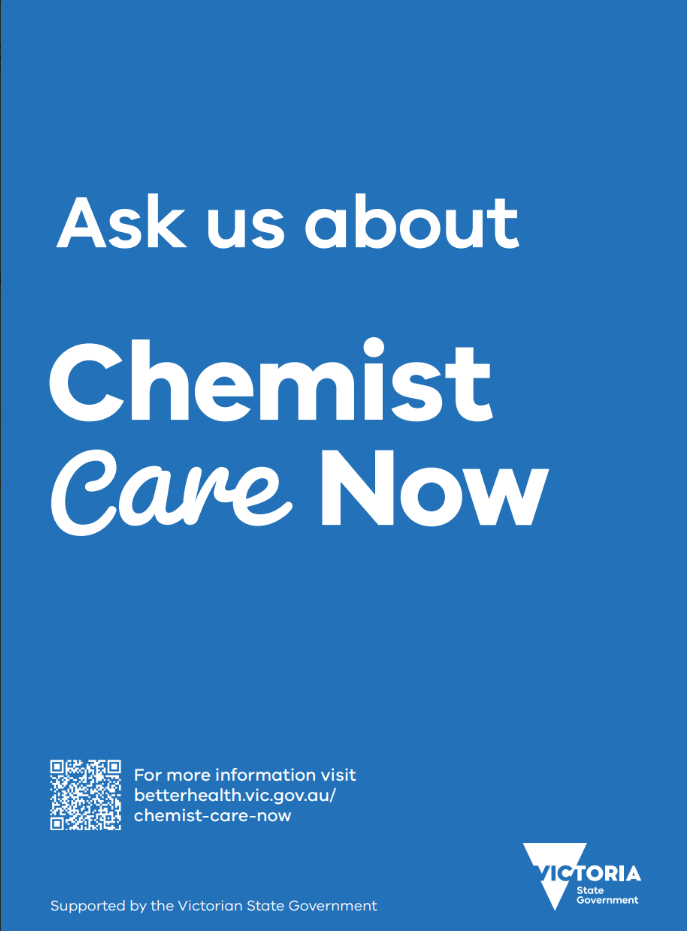 Ask us about
Chemist
Care Now
For more information visit
betterhealth.vic.gov.au/
chemist-care-now
VICTORIA
State
Government
Supported by the Victorian State Government